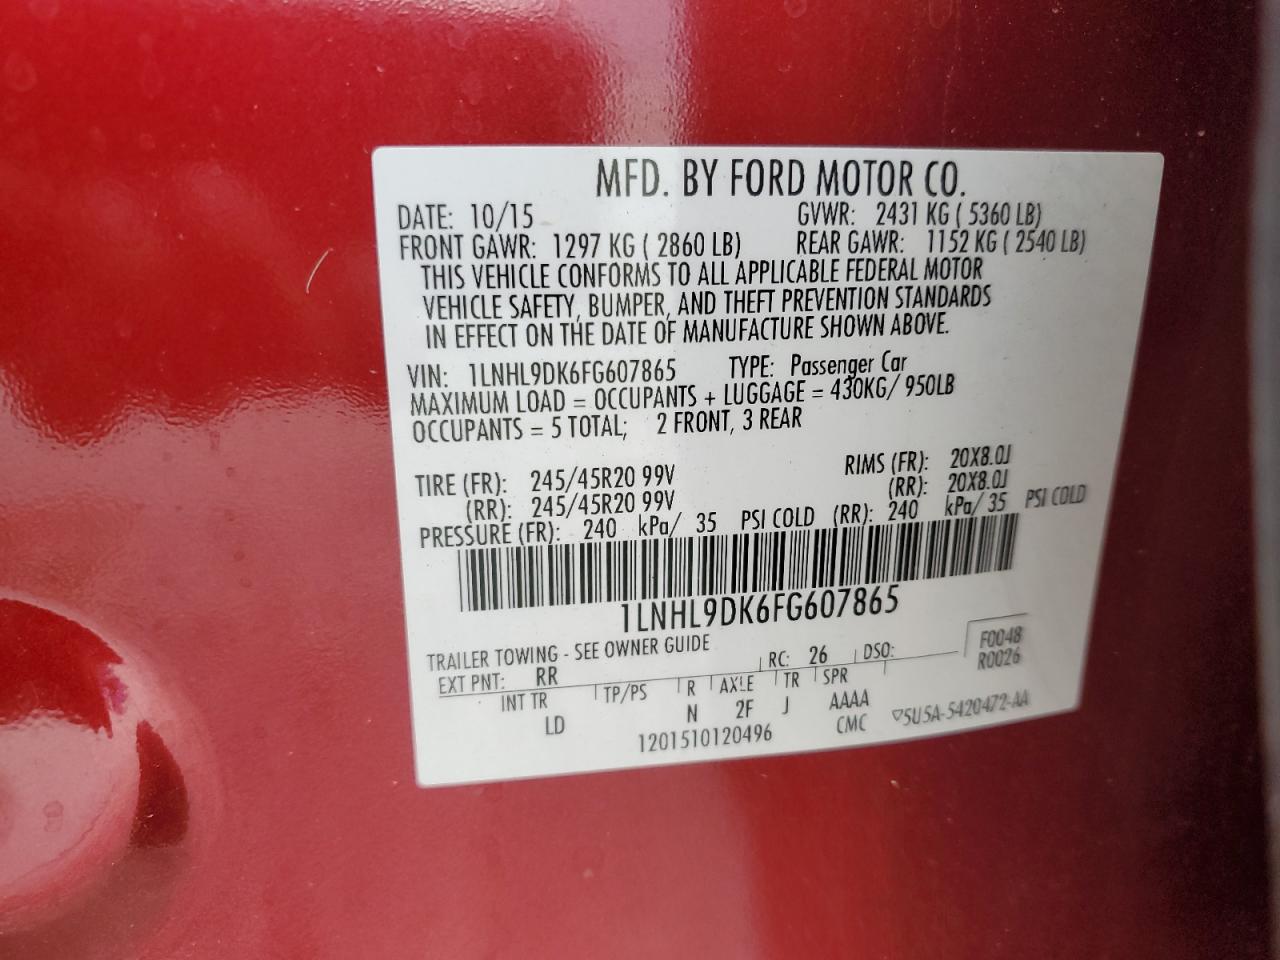 MFD. BY FORD MOTOR CO.
DATE: 10/15 GVWR: 2431 KG ( 5360 LB)
FRONT GAWR: 1297 KG ( 2860 LB) REAR GAWR: 1152 KG ( 2540 LB)
THIS VEHICLE CONFORMS TO ALL APPLICABLE FEDERAL MOTOR
VEHICLE SAFETY, BUMPER, AND THEFT PREVENTION STANDARDS
IN EFFECT ON THE DATE OF MANUFACTURE SHOWN ABOVE.
VIN: 1LNHL9DK6FG607865 TYPE: Passenger Car
MAXIMUM LOAD = OCCUPANTS + LUGGAGE = 430KG/ 950LB
OCCUPANTS = 5 TOTAL; 2 FRONT, 3 REAR
TIRE (FR): 245/45R20 99V RIMS (FR): 20X8.0J
(RR): 245/45R20 99V (RR): 20X8.0J
PRESSURE (FR): 240 kPa/ 35 PSI COLD (RR): 240 kPa/ 35 PSI COLD
1LNHL9DK6FG607865
TRAILER TOWING - SEE OWNER GUIDE
EXT PNT: RR RC: 26 DSO: F0048
R0026
INT TR TP/PS R AXLE TR SPR
LD N 2F J AAAA
1201510120496 CMC ▽5U5A-5420472-AA